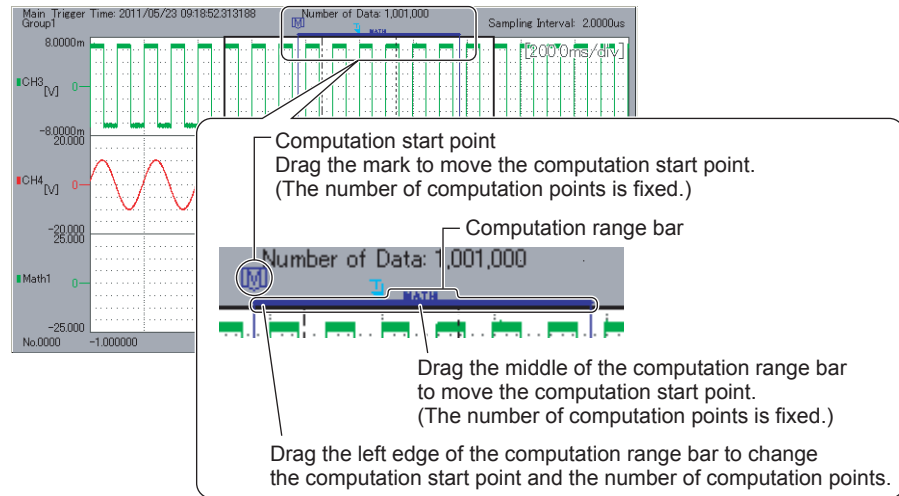 Main Trigger Time: 2011/05/23 09:18:52.313188
Number of Data: 1,001,000
Group1
M
Sampling Interval: 2.0000us
T
MATH
8.0000m
[200.0ms/div]
CH3
[V]
0
-8.0000m
20.000
CH4
[V]
0
-20.000
25.000
Math1
0
-25.000
No.0000
-1.000000
Computation start point
Drag the mark to move the computation start point.
(The number of computation points is fixed.)
Computation range bar
Number of Data: 1,001,000
M
T
MATH
Drag the middle of the computation range bar
to move the computation start point.
(The number of computation points is fixed.)
Drag the left edge of the computation range bar to change
the computation start point and the number of computation points.